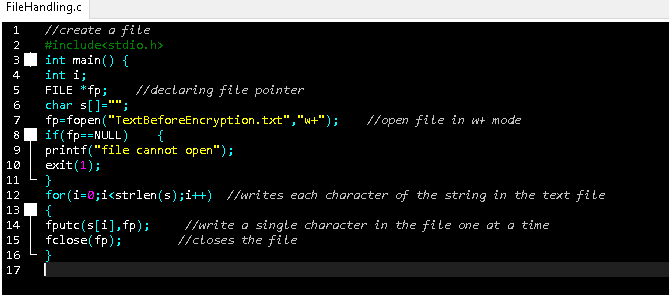 FileHandling.c
1 //create a file
2 #include<stdio.h>
3 int main() {
4 int i;
5 FILE *fp; //declaring file pointer
6 char s[]="";
7 fp=fopen("TextBeforeEncryption.txt","w+"); //open file in w+ mode
8 if(fp==NULL) {
9 printf("file cannot open");
10 exit(1);
11 }
12 for(i=0;i<strlen(s);i++) //writes each character of the string in the text file
13 {
14 fputc(s[i],fp); //write a single character in the file one at a time
15 fclose(fp); //closes the file
16 }
17